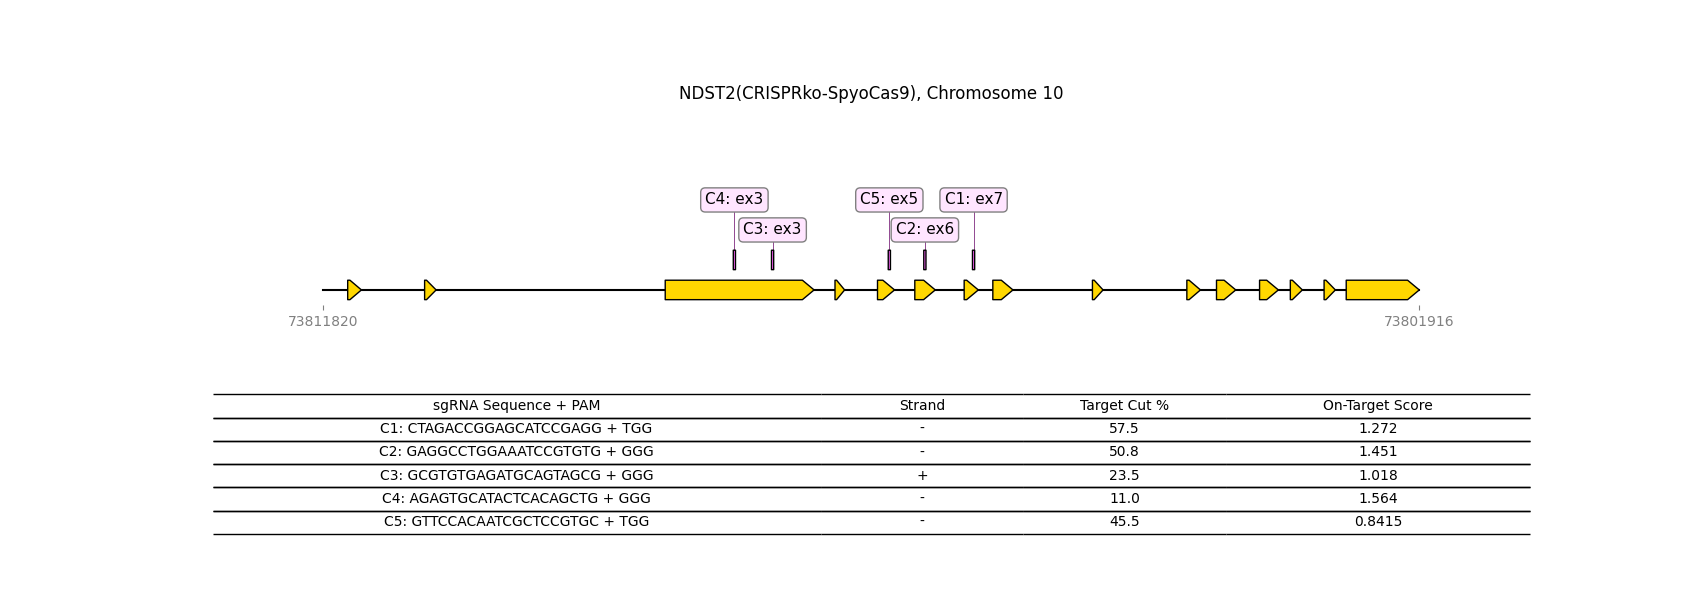 NDST2(CRISPRko-SpyoCas9), Chromosome 10
C4: ex3 C5: ex5 C1: ex7
C3: ex3 C2: ex6
73811820 73801916
sgRNA Sequence + PAM Strand Target Cut % On-Target Score
C1: CTAGACCGGAGCATCCGAGG + TGG - 57.5 1.272
C2: GAGGCCTGGAAATCCGTGTG + GGG - 50.8 1.451
C3: GCGTGTGAGATGCAGTAGCG + GGG + 23.5 1.018
C4: AGAGTGCATACTCACAGCTG + GGG - 11.0 1.564
C5: GTTCCACAATCGCTCCGTGC + TGG - 45.5 0.8415